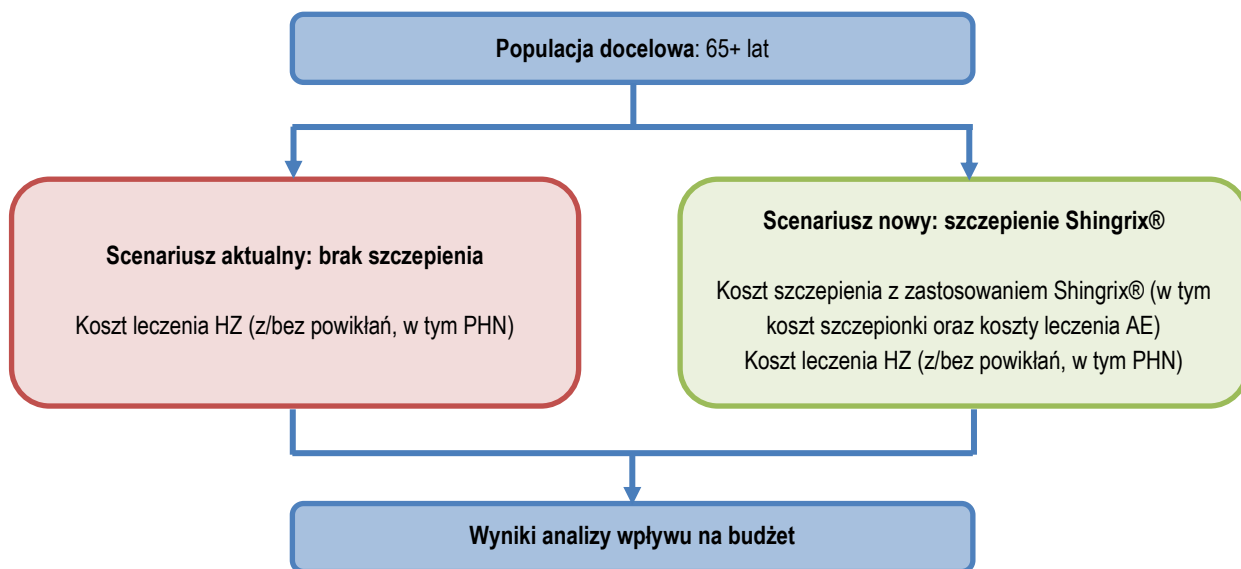 Populacja docelowa: 65+ lat
Scenariusz aktualny: brak szczepienia
Koszt leczenia HZ (z/bez powikłań, w tym PHN)
Scenariusz nowy: szczepienie Shingrix®
Koszt szczepienia z zastosowaniem Shingrix® (w tym
koszt szczepionki oraz koszty leczenia AE)
Koszt leczenia HZ (z/bez powikłań, w tym PHN)
Wyniki analizy wpływu na budżet